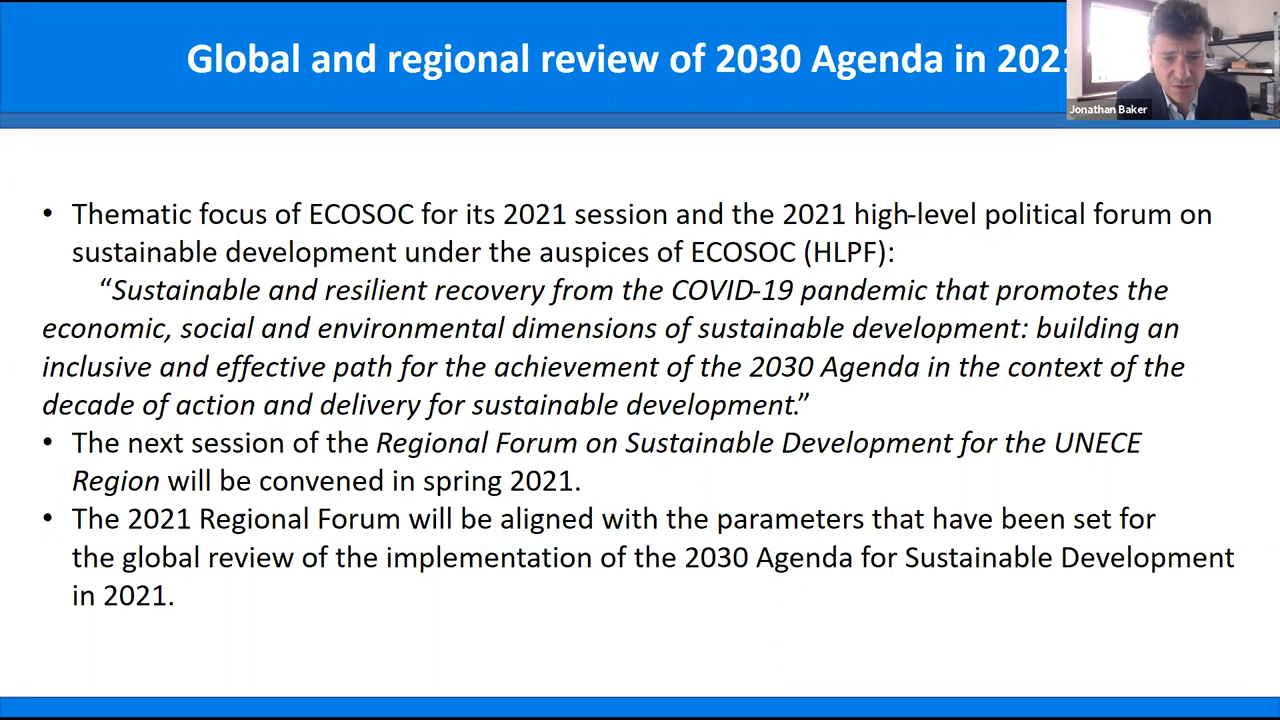 Global and regional review of 2030 Agenda in 2021
Jonathan Baker
• Thematic focus of ECOSOC for its 2021 session and the 2021 high-level political forum on
sustainable development under the auspices of ECOSOC (HLPF):
“Sustainable and resilient recovery from the COVID-19 pandemic that promotes the
economic, social and environmental dimensions of sustainable development: building an
inclusive and effective path for the achievement of the 2030 Agenda in the context of the
decade of action and delivery for sustainable development.”
• The next session of the Regional Forum on Sustainable Development for the UNECE
Region will be convened in spring 2021.
• The 2021 Regional Forum will be aligned with the parameters that have been set for
the global review of the implementation of the 2030 Agenda for Sustainable Development
in 2021.